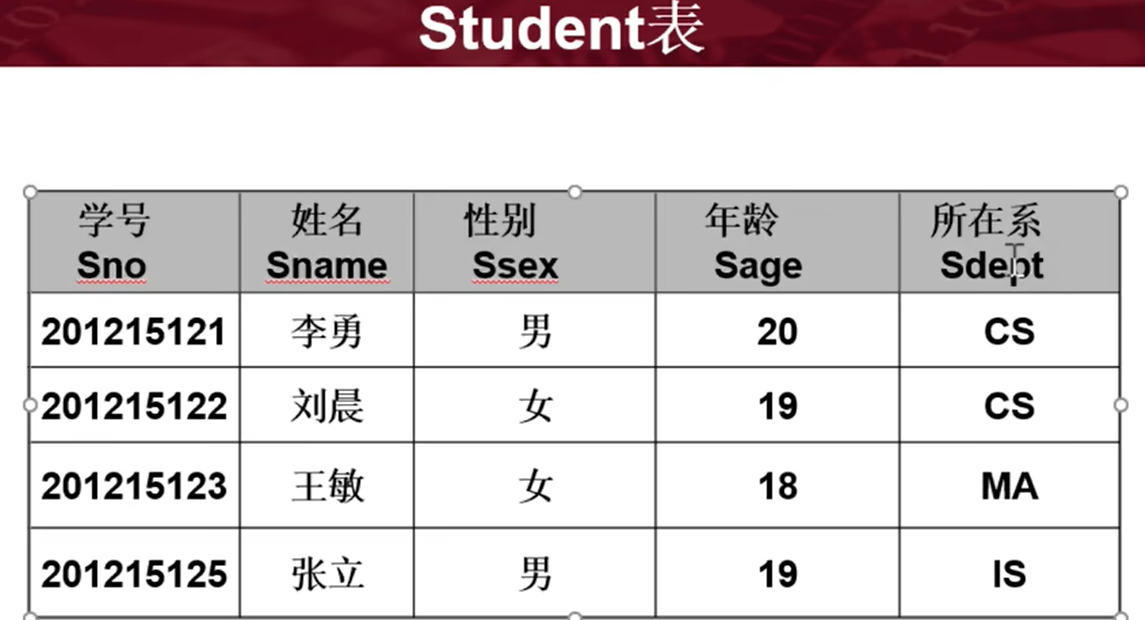 Student表
学号 姓名 性别 年龄 所在系
Sno Sname Ssex Sage Sdept
201215121 李勇 男 20 CS
201215122 刘晨 女 19 CS
201215123 王敏 女 18 MA
201215125 张立 男 19 IS